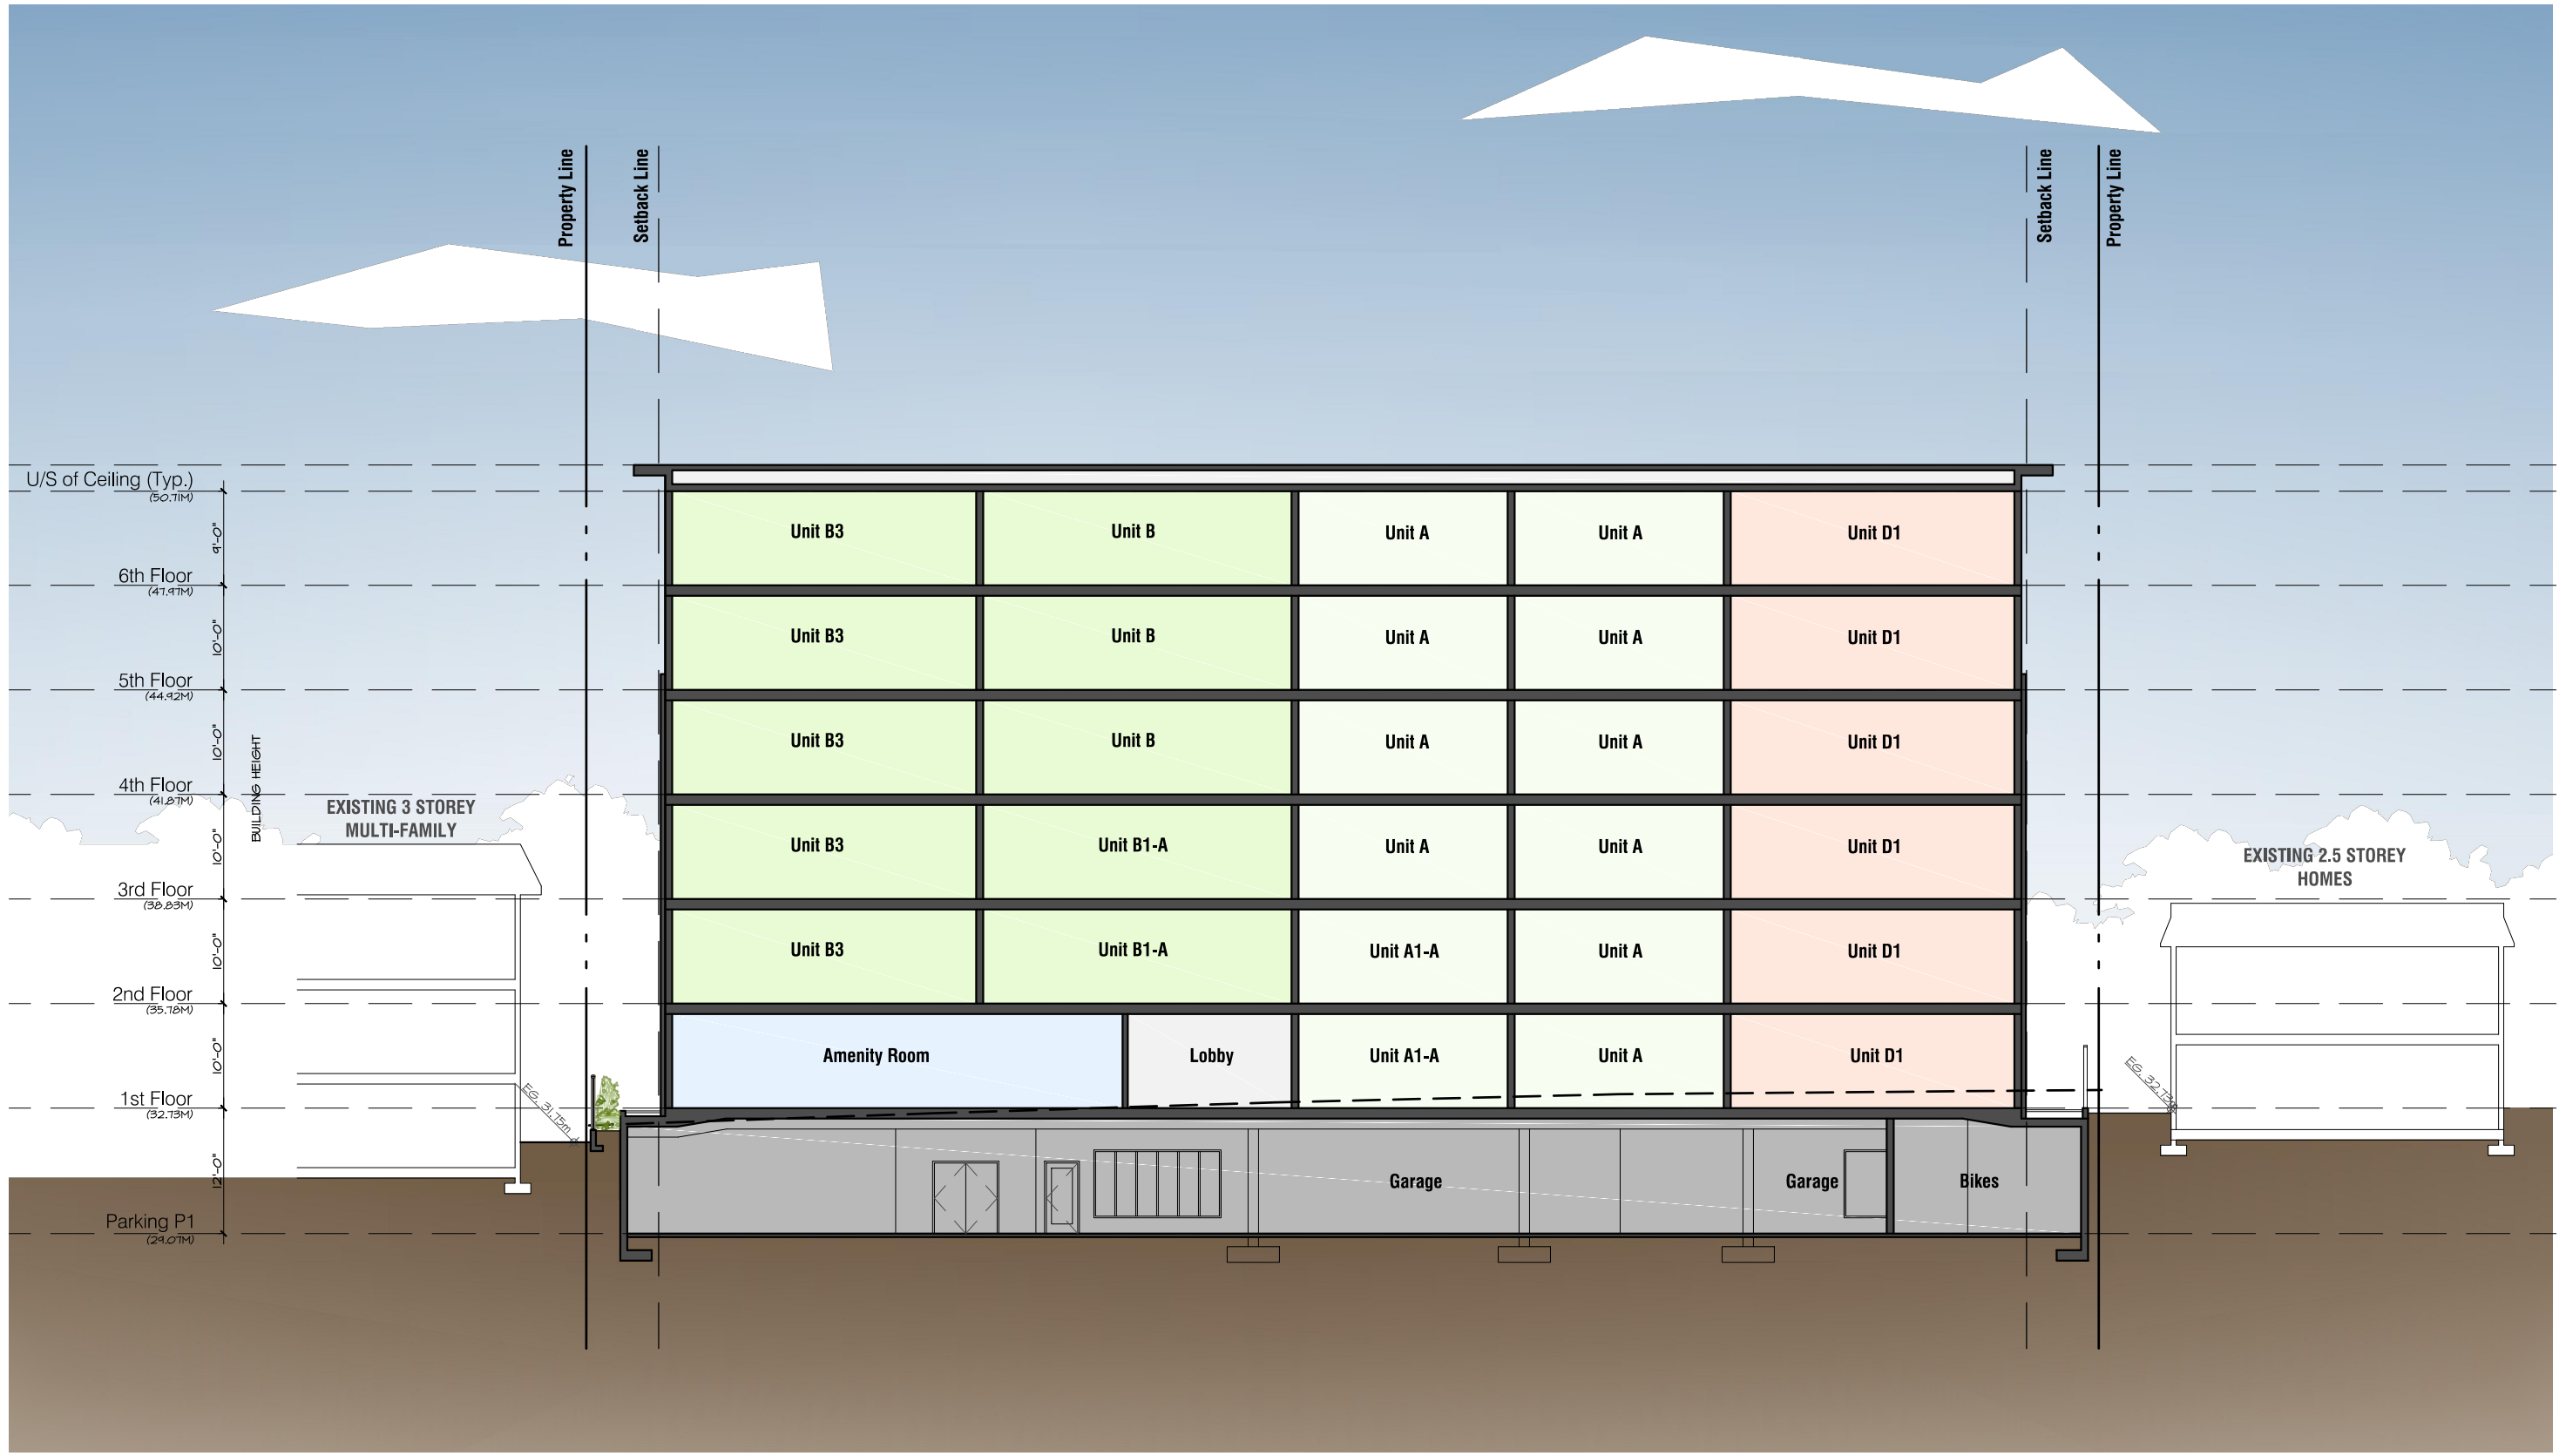 Property Line
Setback Line
Setback Line
Property Line
U/S of Ceiling (Typ.)
(50.71M)
9'-0"
Unit B3 Unit B Unit A Unit A Unit D1
6th Floor
(47.97M)
10'-0"
Unit B3 Unit B Unit A Unit A Unit D1
5th Floor
(44.92M)
10'-0"
Unit B3 Unit B Unit A Unit A Unit D1
4th Floor
(41.87M)
BUILDING HEIGHT
EXISTING 3 STOREY
MULTI-FAMILY
10'-0"
Unit B3 Unit B1-A Unit A Unit A Unit D1
EXISTING 2.5 STOREY
HOMES
3rd Floor
(38.83M)
10'-0"
Unit B3 Unit B1-A Unit A1-A Unit A Unit D1
2nd Floor
(35.78M)
10'-0"
Amenity Room Lobby Unit A1-A Unit A Unit D1
1st Floor
(32.73M)
EG. 31.75m
12'-0"
Garage Garage Bikes
Parking P1
(29.07M)